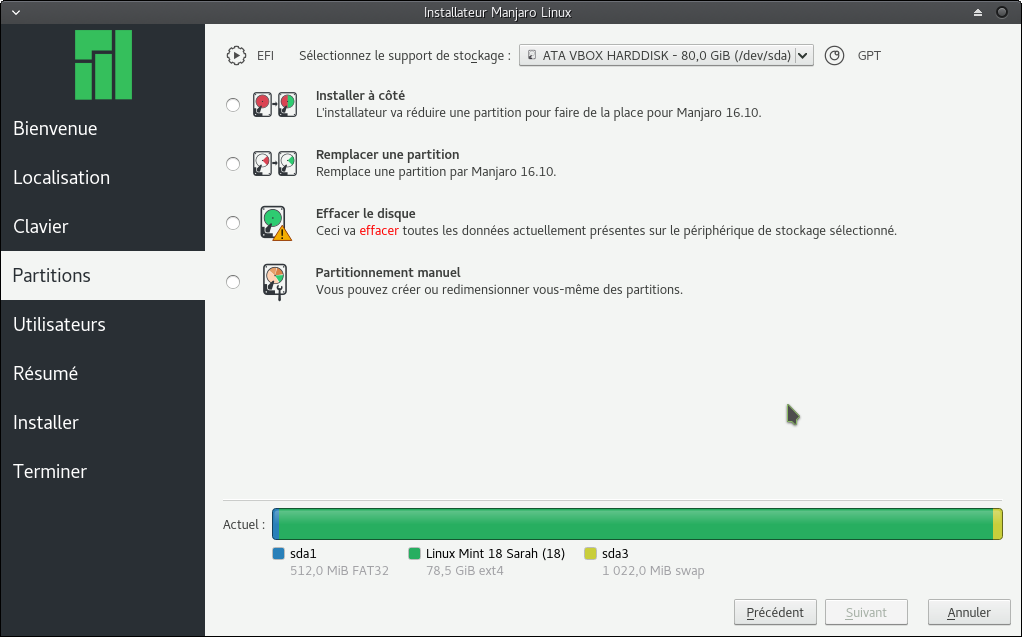 Installateur Manjaro Linux
Bienvenue
Localisation
Clavier
Partitions
Utilisateurs
Résumé
Installer
Terminer
EFI Sélectionnez le support de stockage : ATA VBOX HARDDISK - 80,0 GiB (/dev/sda) GPT
Installer à côté
L'installateur va réduire une partition pour faire de la place pour Manjaro 16.10.
Remplacer une partition
Remplace une partition par Manjaro 16.10.
Effacer le disque
Ceci va effacer toutes les données actuellement présentes sur le périphérique de stockage sélectionné.
Partitionnement manuel
Vous pouvez créer ou redimensionner vous-même des partitions.
Actuel :
sda1 Linux Mint 18 Sarah (18) sda3
512,0 MiB FAT32 78,5 GiB ext4 1 022,0 MiB swap
Précédent Suivant Annuler